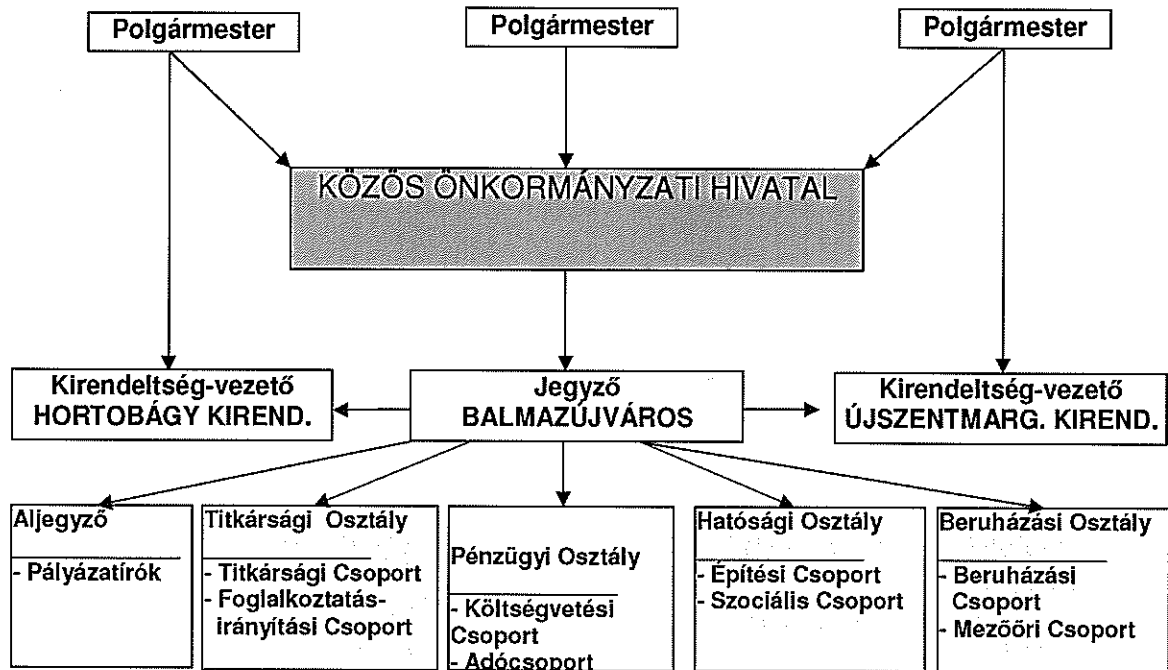 Polgármester
Polgármester
Polgármester
KÖZÖS ÖNKORMÁNYZATI HIVATAL
Kirendeltség-vezető
HORTOBÁGY KIREND.
Jegyző
BALMAZÚJVÁROS
Kirendeltség-vezető
ÚJSZENTMARG. KIREND.
Aljegyző
- Pályázatírók
Titkársági Osztály
- Titkársági Csoport
- Foglalkoztatás-
irányítási Csoport
Pénzügyi Osztály
- Költségvetési
Csoport
- Adócsoport
Hatósági Osztály
- Építési Csoport
- Szociális Csoport
Beruházási Osztály
- Beruházási
Csoport
- Mezőőri Csoport